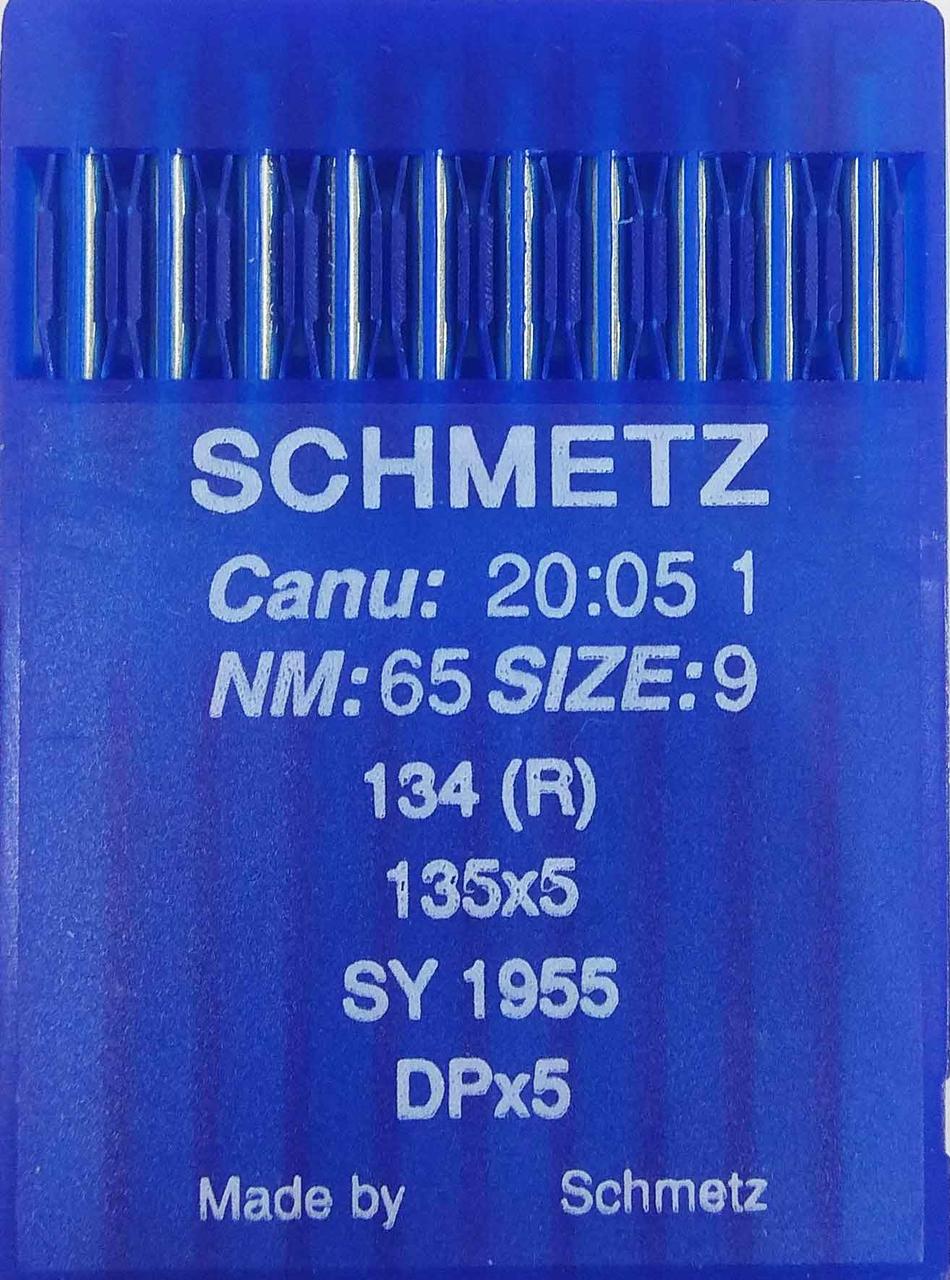 SCHMETZ
Canu: 20:05 1
NM:65 SIZE:9
134 (R)
135x5
SY 1955
DPx5
Made by Schmetz